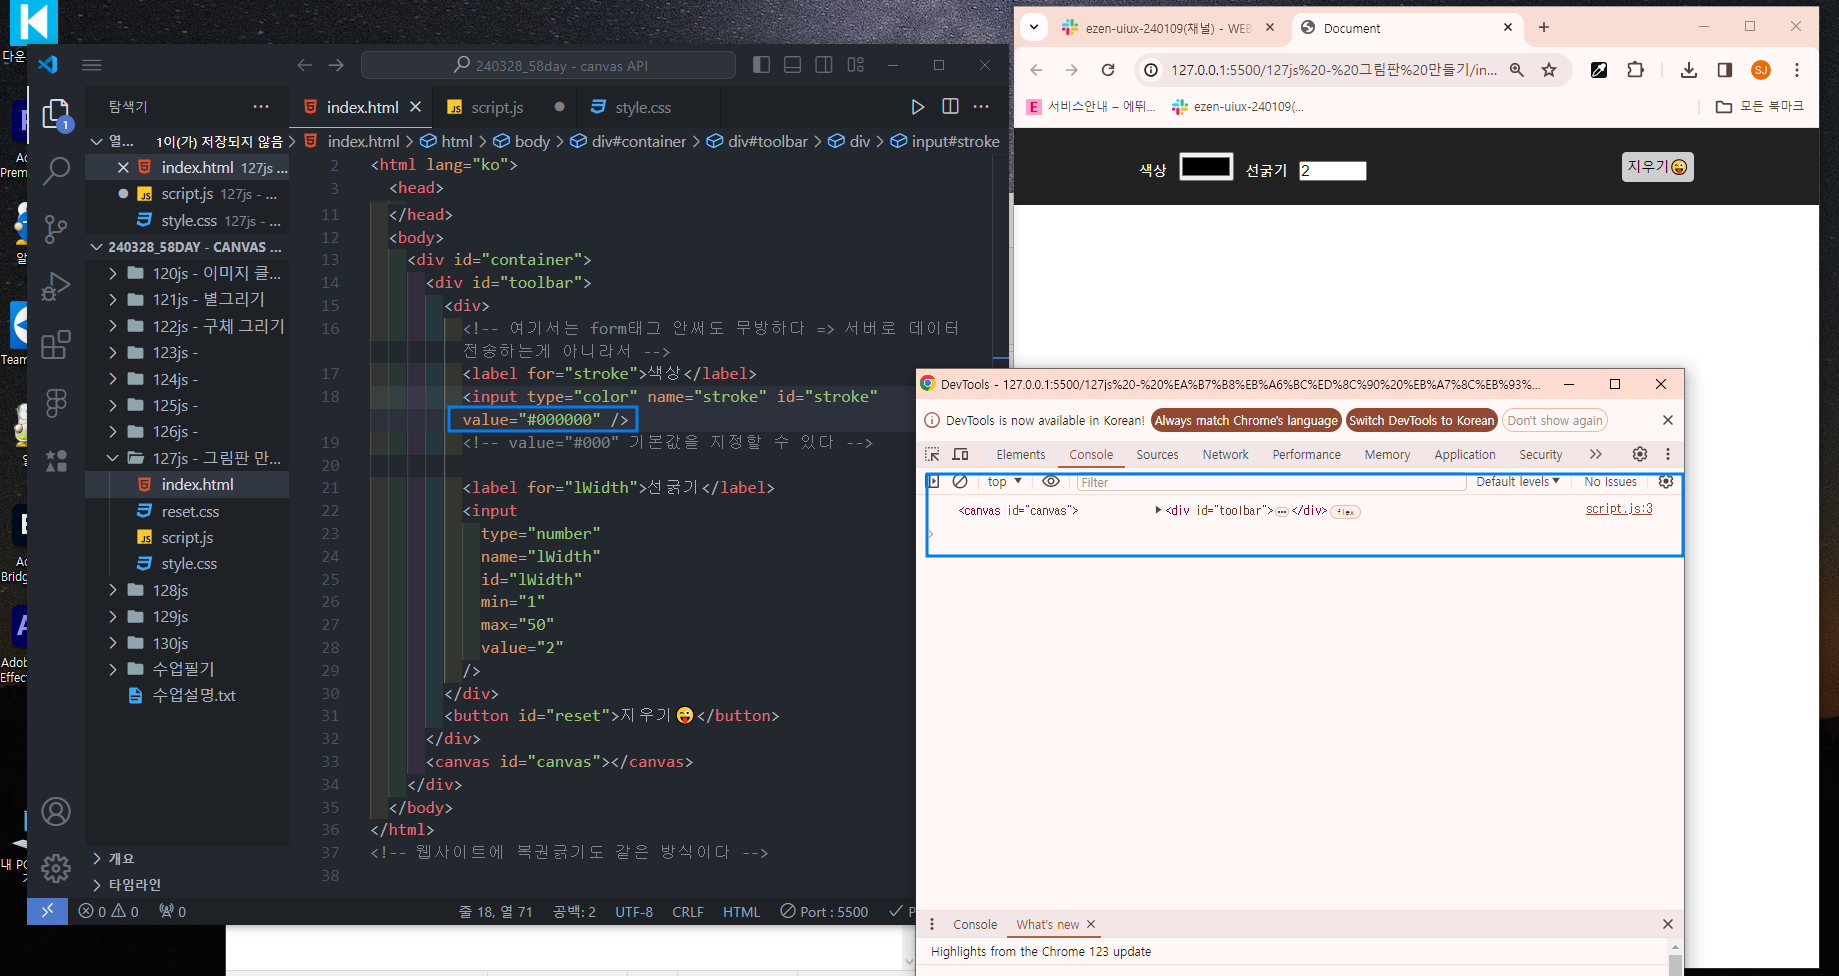 다운
Prem
Team
Bridg
Adob
Effec
내 PC
240328_58day - canvas API
탐색기
index.html
script.js
style.css
열... 1이(가) 저장되지 않음
index.html > html > body > div#container > div#toolbar > div > input#stroke
index.html 127js ...
script.js 127js - ...
style.css 127js - ...
240328_58DAY - CANVAS ...
120js - 이미지 클...
121js - 별그리기
122js - 구체 그리기
123js -
124js -
125js -
126js -
127js - 그림판 만...
index.html
reset.css
script.js
style.css
128js
129js
130js
수업필기
수업설명.txt
개요
타임라인
2 <html lang="ko">
3 <head>
11 </head>
12 <body>
13 <div id="container">
14 <div id="toolbar">
15 <div>
16 <!-- 여기서는 form태그 안써도 무방하다 => 서버로 데이터
전송하는게 아니라서 -->
17 <label for="stroke">색상</label>
18 <input type="color" name="stroke" id="stroke"
value="#000000" />
19 <!-- value="#000" 기본값을 지정할 수 있다 -->
20
21 <label for="lWidth">선굵기</label>
22 <input
23 type="number"
24 name="lWidth"
25 id="lWidth"
26 min="1"
27 max="50"
28 value="2"
29 />
30 </div>
31 <button id="reset">지우기😜</button>
32 </div>
33 <canvas id="canvas"></canvas>
34 </div>
35 </body>
36 </html>
37 <!-- 웹사이트에 복권긁기도 같은 방식이다 -->
38
0 0 0 줄 18, 열 71 공백: 2 UTF-8 CRLF HTML Port : 5500
ezen-uiux-240109(채널) - WEB
Document
127.0.0.1:5500/127js%20-%20그림판%20만들기/in...
SJ
서비스안내 – 에뛰... ezen-uiux-240109(... 모든 북마크
색상 선굵기 2 지우기😜
DevTools - 127.0.0.1:5500/127js%20-%20%EA%B7%B8%EB%A6%BC%ED%8C%90%20%EB%A7%8C%EB%93%...
DevTools is now available in Korean! Always match Chrome's language Switch DevTools to Korean Don't show again
Elements Console Sources Network Performance Memory Application Security
top Filter Default levels No Issues
<canvas id="canvas"> <div id="toolbar">…</div> flex script.js:3
Console What's new
Highlights from the Chrome 123 update